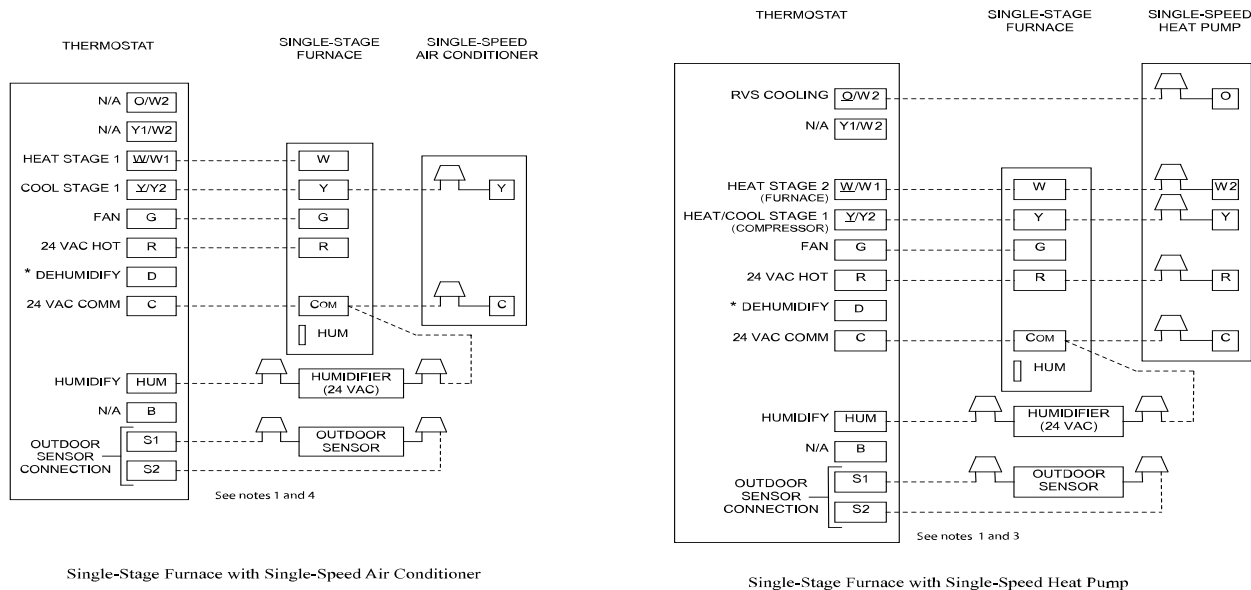 THERMOSTAT
SINGLE-STAGE
FURNACE
SINGLE-SPEED
AIR CONDITIONER
N/A O/W2
N/A Y1/W2
HEAT STAGE 1 W/W1 W
COOL STAGE 1 Y/Y2 Y Y
FAN G G
24 VAC HOT R R
* DEHUMIDIFY D
24 VAC COMM C COM C
HUM
HUMIDIFY HUM HUMIDIFIER
(24 VAC)
N/A B
OUTDOOR
SENSOR
CONNECTION
S1
S2
OUTDOOR
SENSOR
See notes 1 and 4
Single-Stage Furnace with Single-Speed Air Conditioner
THERMOSTAT
SINGLE-STAGE
FURNACE
SINGLE-SPEED
HEAT PUMP
RVS COOLING O/W2 O
N/A Y1/W2
HEAT STAGE 2 W/W1 W W2
(FURNACE)
HEAT/COOL STAGE 1 Y/Y2 Y Y
(COMPRESSOR)
FAN G G
24 VAC HOT R R R
* DEHUMIDIFY D
24 VAC COMM C COM C
HUM
HUMIDIFY HUM HUMIDIFIER
(24 VAC)
N/A B
OUTDOOR
SENSOR
CONNECTION
S1
S2
OUTDOOR
SENSOR
See notes 1 and 3
Single-Stage Furnace with Single-Speed Heat Pump